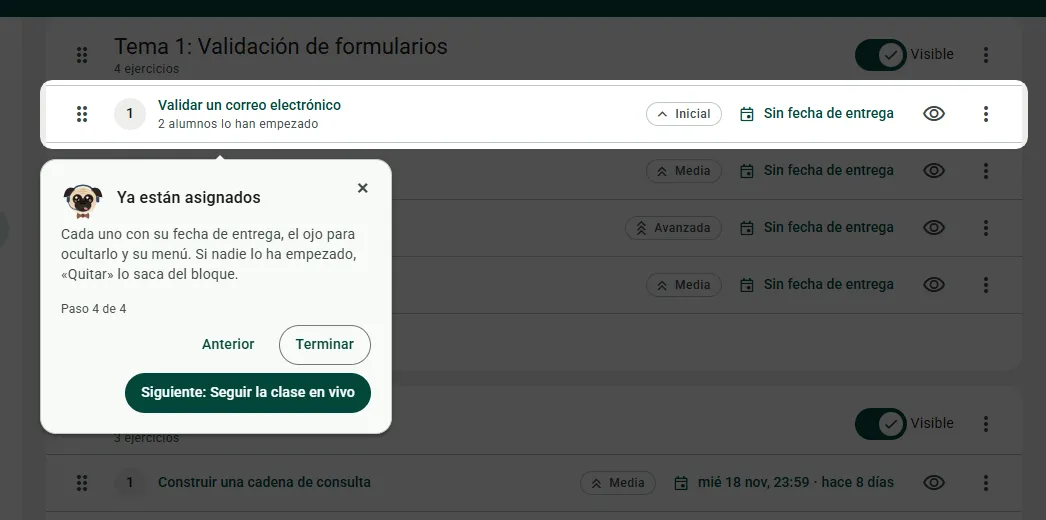 Tema 1: Validación de formularios
4 ejercicios
Visible
1
Validar un correo electrónico
2 alumnos lo han empezado
Inicial
Sin fecha de entrega
Media
Sin fecha de entrega
Avanzada
Sin fecha de entrega
Media
Sin fecha de entrega
Ya están asignados
Cada uno con su fecha de entrega, el ojo para
ocultarlo y su menú. Si nadie lo ha empezado,
«Quitar» lo saca del bloque.
Paso 4 de 4
Anterior
Terminar
Siguiente: Seguir la clase en vivo
3 ejercicios
Visible
1
Construir una cadena de consulta
Media
mié 18 nov, 23:59 · hace 8 días